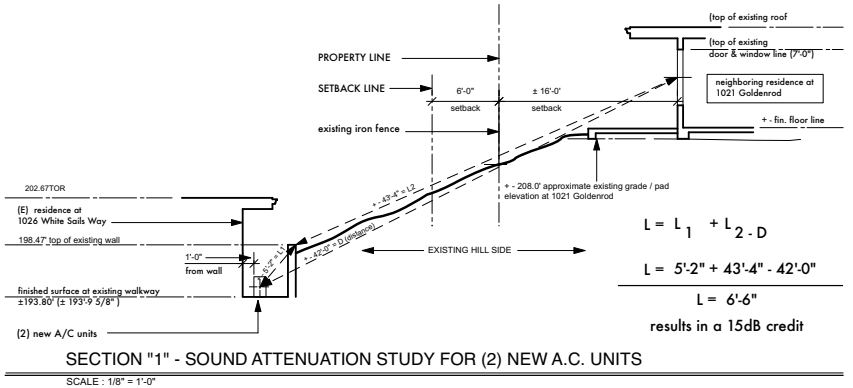 (top of existing roof
PROPERTY LINE
(top of existing
door & window line (7'-0")
SETBACK LINE
6'-0"
± 16'-0'
neighboring residence at
1021 Goldenrod
setback
setback
existing iron fence
+ - fin. floor line
202.67TOR
+ - 43'-4" = L2
+ - 208.0' approximate existing grade / pad
elevation at 1021 Goldenrod
(E) residence at
1026 White Sails Way
L = L1 + L2 - D
198.47' top of existing wall
+ - 42'-0" = D (distance)
EXISTING HILL SIDE
1'-0"
from wall
+ - 5'-2" = L1
L = 5'-2" + 43'-4" - 42'-0"
finished surface at existing walkway
±193.80' (± 193'-9 5/8" )
L = 6'-6"
results in a 15dB credit
(2) new A/C units
SECTION "1" - SOUND ATTENUATION STUDY FOR (2) NEW A.C. UNITS
SCALE : 1/8" = 1'-0"